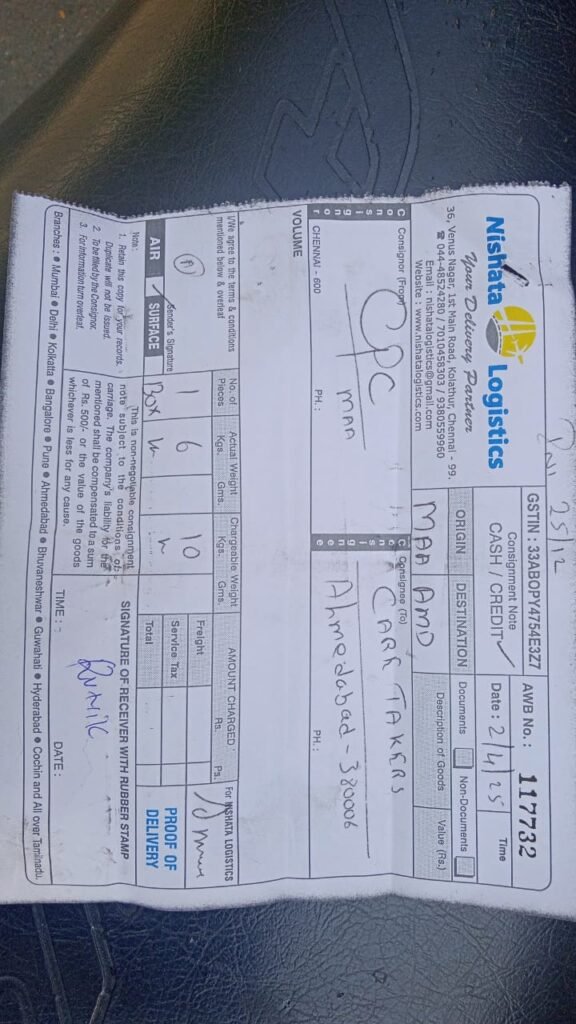 25/12
Nishata Logistics
Your Delivery Partner
36, Venus Nagar, 1st Main Road, Kolathur, Chennai - 99.
☎ 044-48524280 / 7010458303 / 9380559960
Email : nishatalogistics@gmail.com
Website : www.nishatalogistics.com
GSTIN : 33ABOPY4754E3Z7
AWB No. : 117732
Consignment Note
CASH / CREDIT ✓
Date : 2/4/25
Time
ORIGIN
DESTINATION
Documents
Non-Documents
MAA
AMD
Description of Goods
Value (Rs.)
Consignor
Consignor (From)
CPC
MAA
CHENNAI - 600
PH. :
Consignee
Consignee (To)
CARE TAKERS
Ahmedabad - 380006
PH. :
VOLUME
I/We agree to the terms & conditions
mentioned below & overleaf
Sender's Signature
No. of Pieces
Actual Weight
Kgs. Gms.
Chargeable Weight
Kgs. Gms.
AMOUNT CHARGED
Rs. Ps.
For NISHATA LOGISTICS
1
Box
6
10
Freight
Service Tax
Total
AIR
✓ SURFACE
PROOF OF
DELIVERY
Note :
1. Retain this copy for your records.
Duplicate will not be issued.
2. To be filled by the Consignor.
3. For information turn overleaf.
This is non-negotiable consignment
note subject to the conditions of
carriage. The company's liability for the
mentioned shall be compensated to a sum
of Rs. 500/- or the value of the goods
whichever is less for any cause.
SIGNATURE OF RECEIVER WITH RUBBER STAMP
TIME :
DATE :
Branches : ● Mumbai ● Delhi ● Kolkatta ● Bangalore ● Pune ● Ahmedabad ● Bhuvaneshwar ● Guwahati ● Hyderabad ● Cochin and All over Tamilnadu